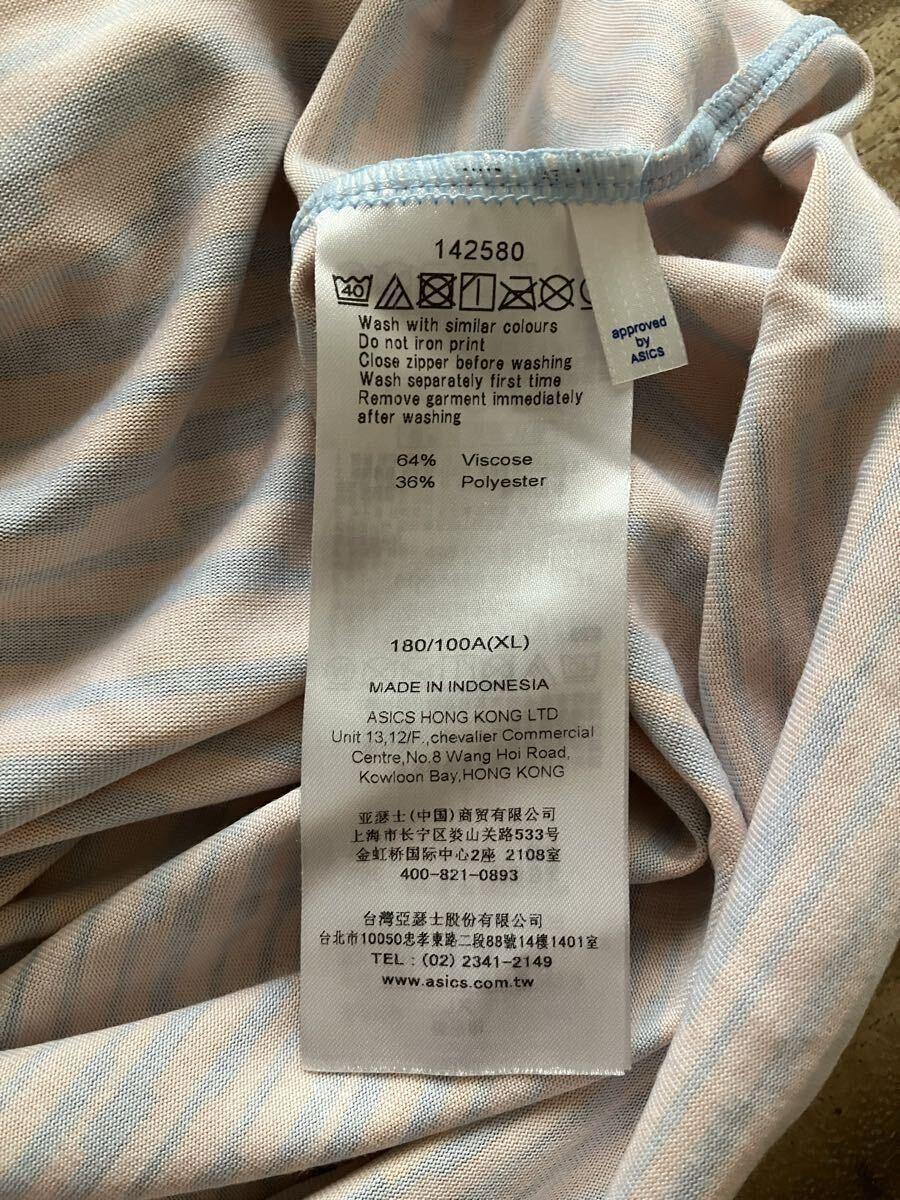 142580
40
approved
by
ASICS
Wash with similar colours
Do not iron print
Close zipper before washing
Wash separately first time
Remove garment immediately
after washing
64% Viscose
36% Polyester
180/100A(XL)
MADE IN INDONESIA
ASICS HONG KONG LTD
Unit 13,12/F.,chevalier Commercial
Centre,No.8 Wang Hoi Road,
Kowloon Bay,HONG KONG
亚瑟士(中国)商贸有限公司
上海市长宁区娄山关路533号
金虹桥国际中心2座 2108室
400-821-0893
台灣亞瑟士股份有限公司
台北市10050忠孝東路二段88號14樓1401室
TEL : (02) 2341-2149
www.asics.com.tw